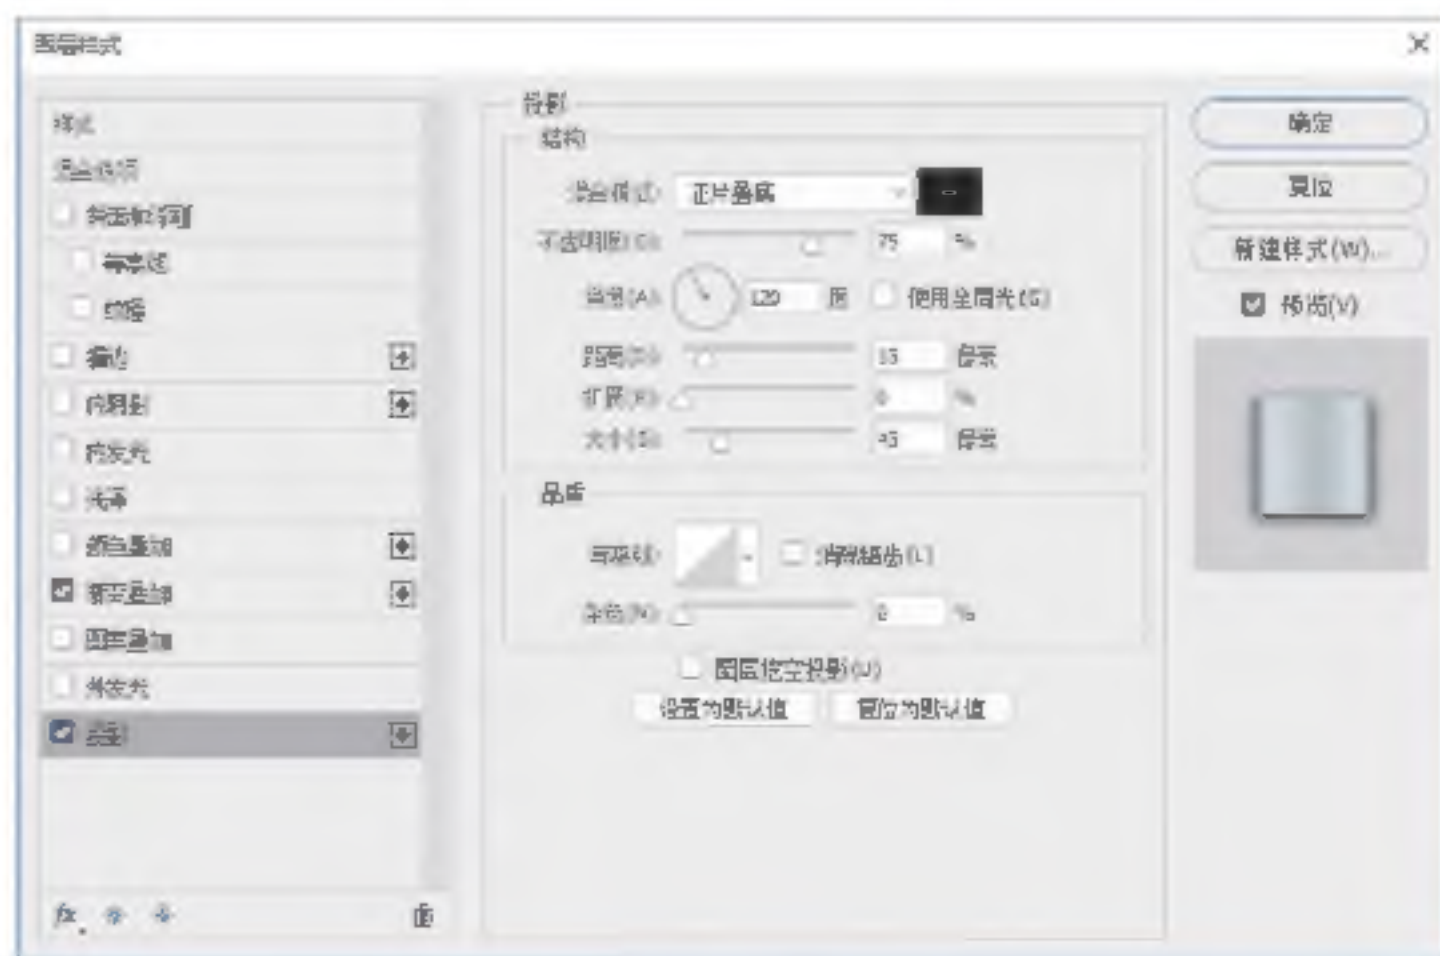 图层样式
样式
混合选项
斜面和浮雕
等高线
纹理
描边
内阴影
内发光
光泽
颜色叠加
渐变叠加
图案叠加
外发光
投影
fx
投影
结构
混合模式: 正片叠底
不透明度(O): 75 %
角度(A): 120 度 使用全局光(G)
距离(D): 15 像素
扩展(R): 0 %
大小(S): 45 像素
品质
等高线: 消除锯齿(L)
杂色(N): 0 %
图层挖空投影(U)
设置为默认值 复位为默认值
确定
复位
新建样式(W)...
预览(V)